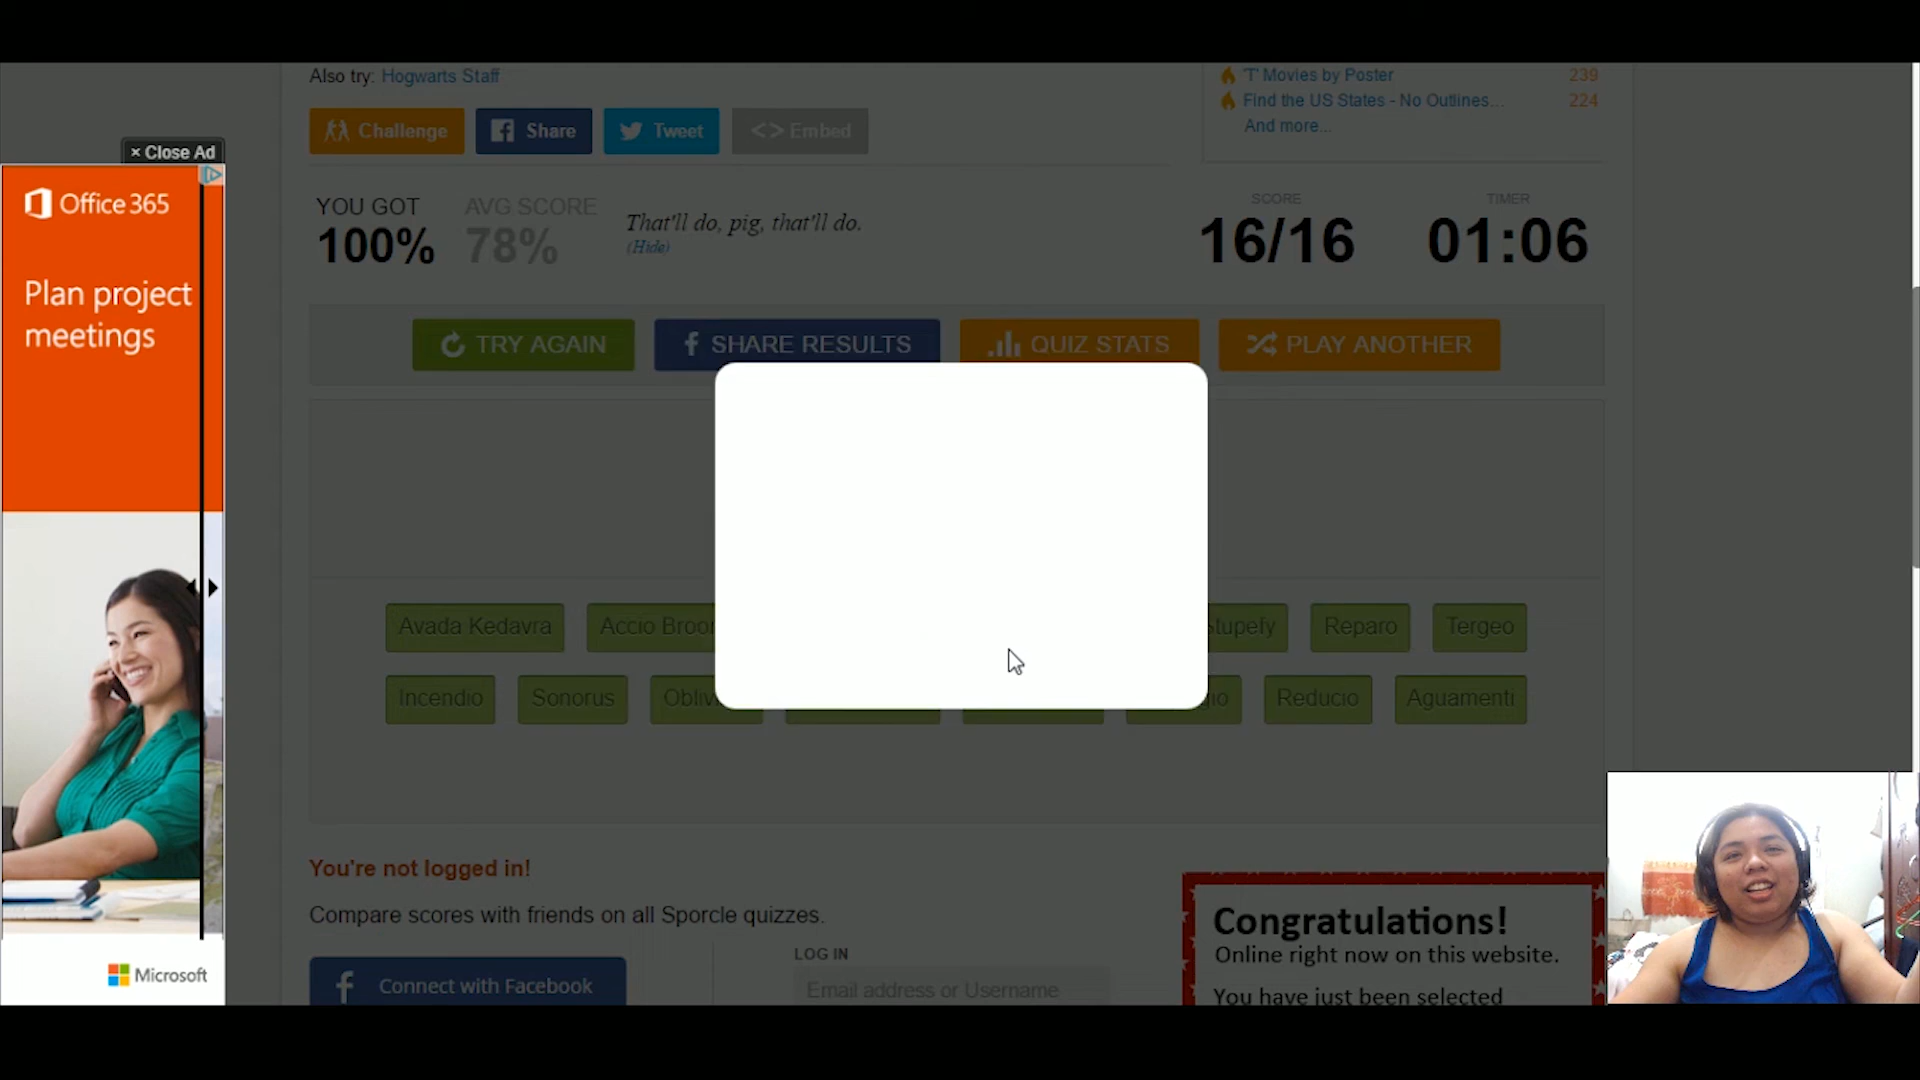 Also try: Hogwarts Staff
'T' Movies by Poster 239
Find the US States - No Outlines... 224
And more...
Challenge
Share
Tweet
<> Embed
× Close Ad
Office 365
Plan project
meetings
YOU GOT
100%
AVG SCORE
78%
That'll do, pig, that'll do.
(Hide)
SCORE
16/16
TIMER
01:06
TRY AGAIN
SHARE RESULTS
QUIZ STATS
PLAY ANOTHER
Avada Kedavra
Accio
Stupefy
Reparo
Tergeo
Incendio
Sonorus
Reducio
Aguamenti
You're not logged in!
Compare scores with friends on all Sporcle quizzes.
Connect with Facebook
LOG IN
Email address or Username
Congratulations!
Online right now on this website.
You have just been selected
Microsoft